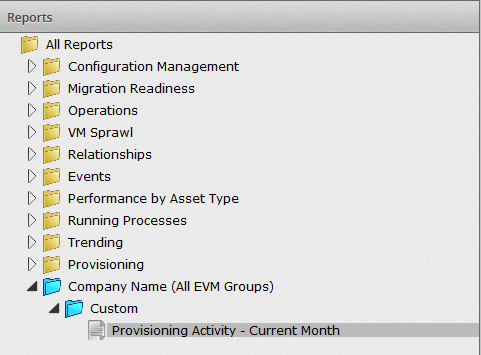 Reports
All Reports
Configuration Management
Migration Readiness
Operations
VM Sprawl
Relationships
Events
Performance by Asset Type
Running Processes
Trending
Provisioning
Company Name (All EVM Groups)
Custom
Provisioning Activity - Current Month